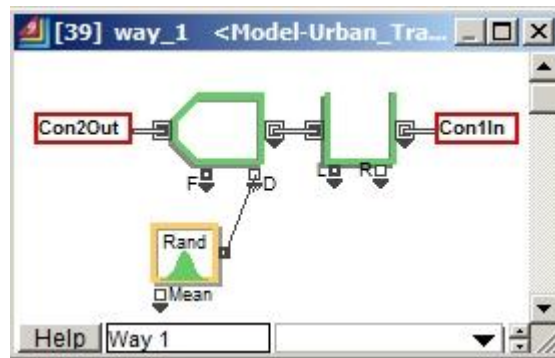 [39] way_1 <Model-Urban_Tra...
Con2Out
Con1In
F
D
L
R
Rand
Mean
Help
Way 1